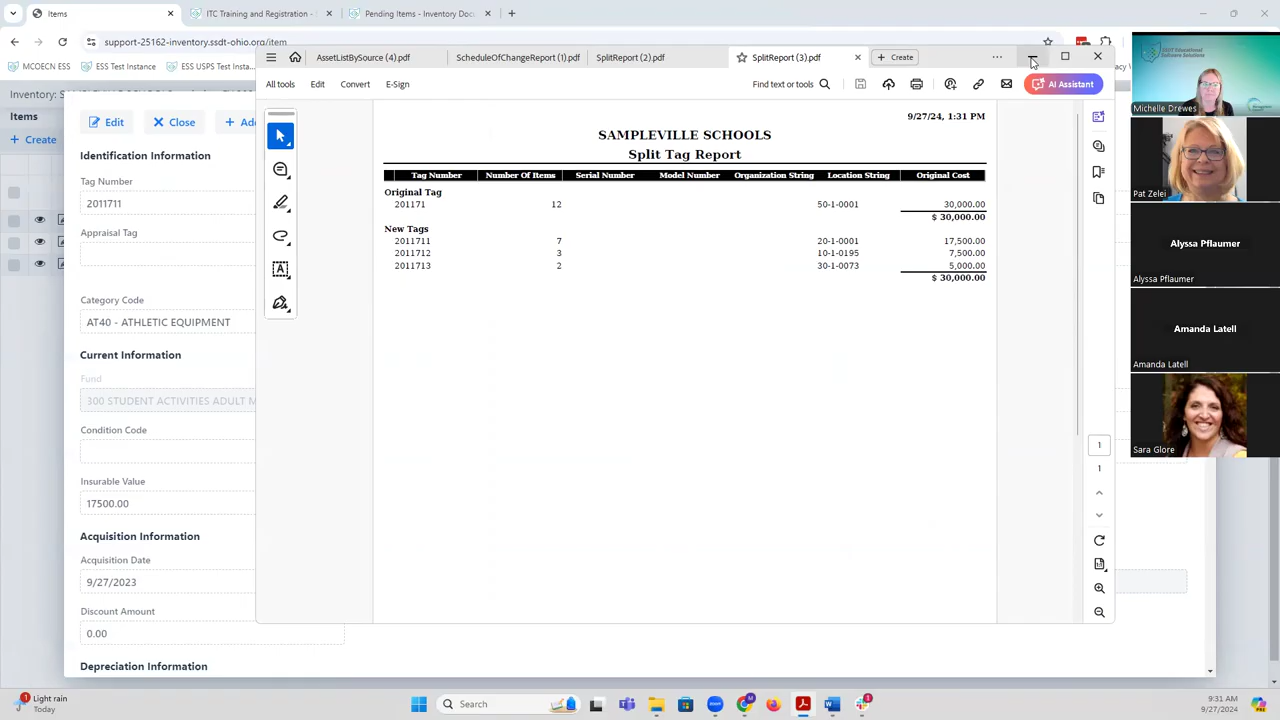 Items
ITC Training and Registration -
Pending Items - Inventory Docu
support-25162-inventory.ssdt-ohio.org/item
MCOECN ESS
ESS Test Instance
ESS USPS Test Instance
Inventory:
Items
Create
Edit
Close
Identification Information
Tag Number
2011711
Appraisal Tag
Category Code
AT40 - ATHLETIC EQUIPMENT
Current Information
Fund
300 STUDENT ACTIVITIES ADULT M
Condition Code
Insurable Value
17500.00
Acquisition Information
Acquisition Date
9/27/2023
Discount Amount
0.00
Depreciation Information
AssetListBySource (4).pdf
ScheduleOfChangeReport (1).pdf
SplitReport (2).pdf
SplitReport (3).pdf
Create
All tools
Edit
Convert
E-Sign
Find text or tools
AI Assistant
9/27/24, 1:31 PM
SAMPLEVILLE SCHOOLS
Split Tag Report
Tag Number Number Of Items Serial Number Model Number Organization String Location String Original Cost
Original Tag
201171 12 50-1-0001 30,000.00
$ 30,000.00
New Tags
2011711 7 20-1-0001 17,500.00
2011712 3 10-1-0195 7,500.00
2011713 2 30-1-0073 5,000.00
$ 30,000.00
1
1
Michelle Drewes
Pat Zelei
Alyssa Pflaumer
Alyssa Pflaumer
Amanda Latell
Amanda Latell
Sara Glore
1
Light rain
Today
Search
9:31 AM
9/27/2024